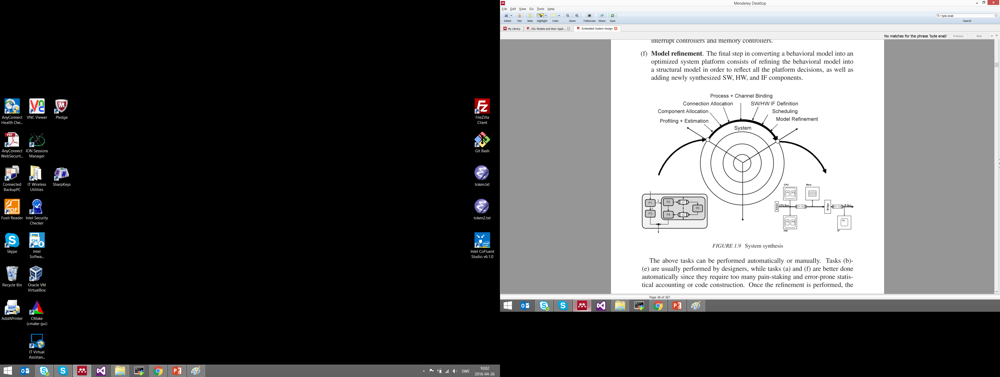 AnyConnect
Health Che...
VNC Viewer
Pledge
AnyConnect
WebSecurit...
ION Sessions
Manager
Connected
BackupPC
IT Wireless
Utilities
SharpKeys
Foxit Reader
Intel Security
Checker
Skype
Intel
Softwa...
Recycle Bin
Oracle VM
VirtualBox
AddAPrinter
CMake
(cmake-gui)
IT Virtual
Assistan...
FileZilla
Client
Git Bash
token.txt
token2.txt
Intel CoFluent
Studio v6.1.0
SWE
10:02
2016-04-26
Mendeley Desktop
File Edit View Go Tools Help
Select Pan Note Highlight Color Zoom Fullscreen Share Sync
byte enab
Search
My Library
ESL Models and their Appli...
Embedded System Design
No matches for the phrase 'byte enab' Previous Next
interrupt controllers and memory controllers.
(f) Model refinement. The final step in converting a behavioral model into an
optimized system platform consists of refining the behavioral model into
a structural model in order to reflect all the platform decisions, as well as
adding newly synthesized SW, HW, and IF components.
Process + Channel Binding
Connection Allocation
SW/HW IF Definition
Component Allocation
Scheduling
Profiling + Estimation
Model Refinement
System
P1
P2
d
P3
P4
c1
c2
P5
CPU
P1 P3
Mem
Arbiter
CPU Bus
C1, C2
Bridge
C1, C2
IP Bus
P2 P4
HW
P5
IP
FIGURE 1.9 System synthesis
The above tasks can be performed automatically or manually. Tasks (b)-
(e) are usually performed by designers, while tasks (a) and (f) are better done
automatically since they require too many pain-staking and error-prone statis-
tical accounting or code construction. Once the refinement is performed, the
Page 38 of 367